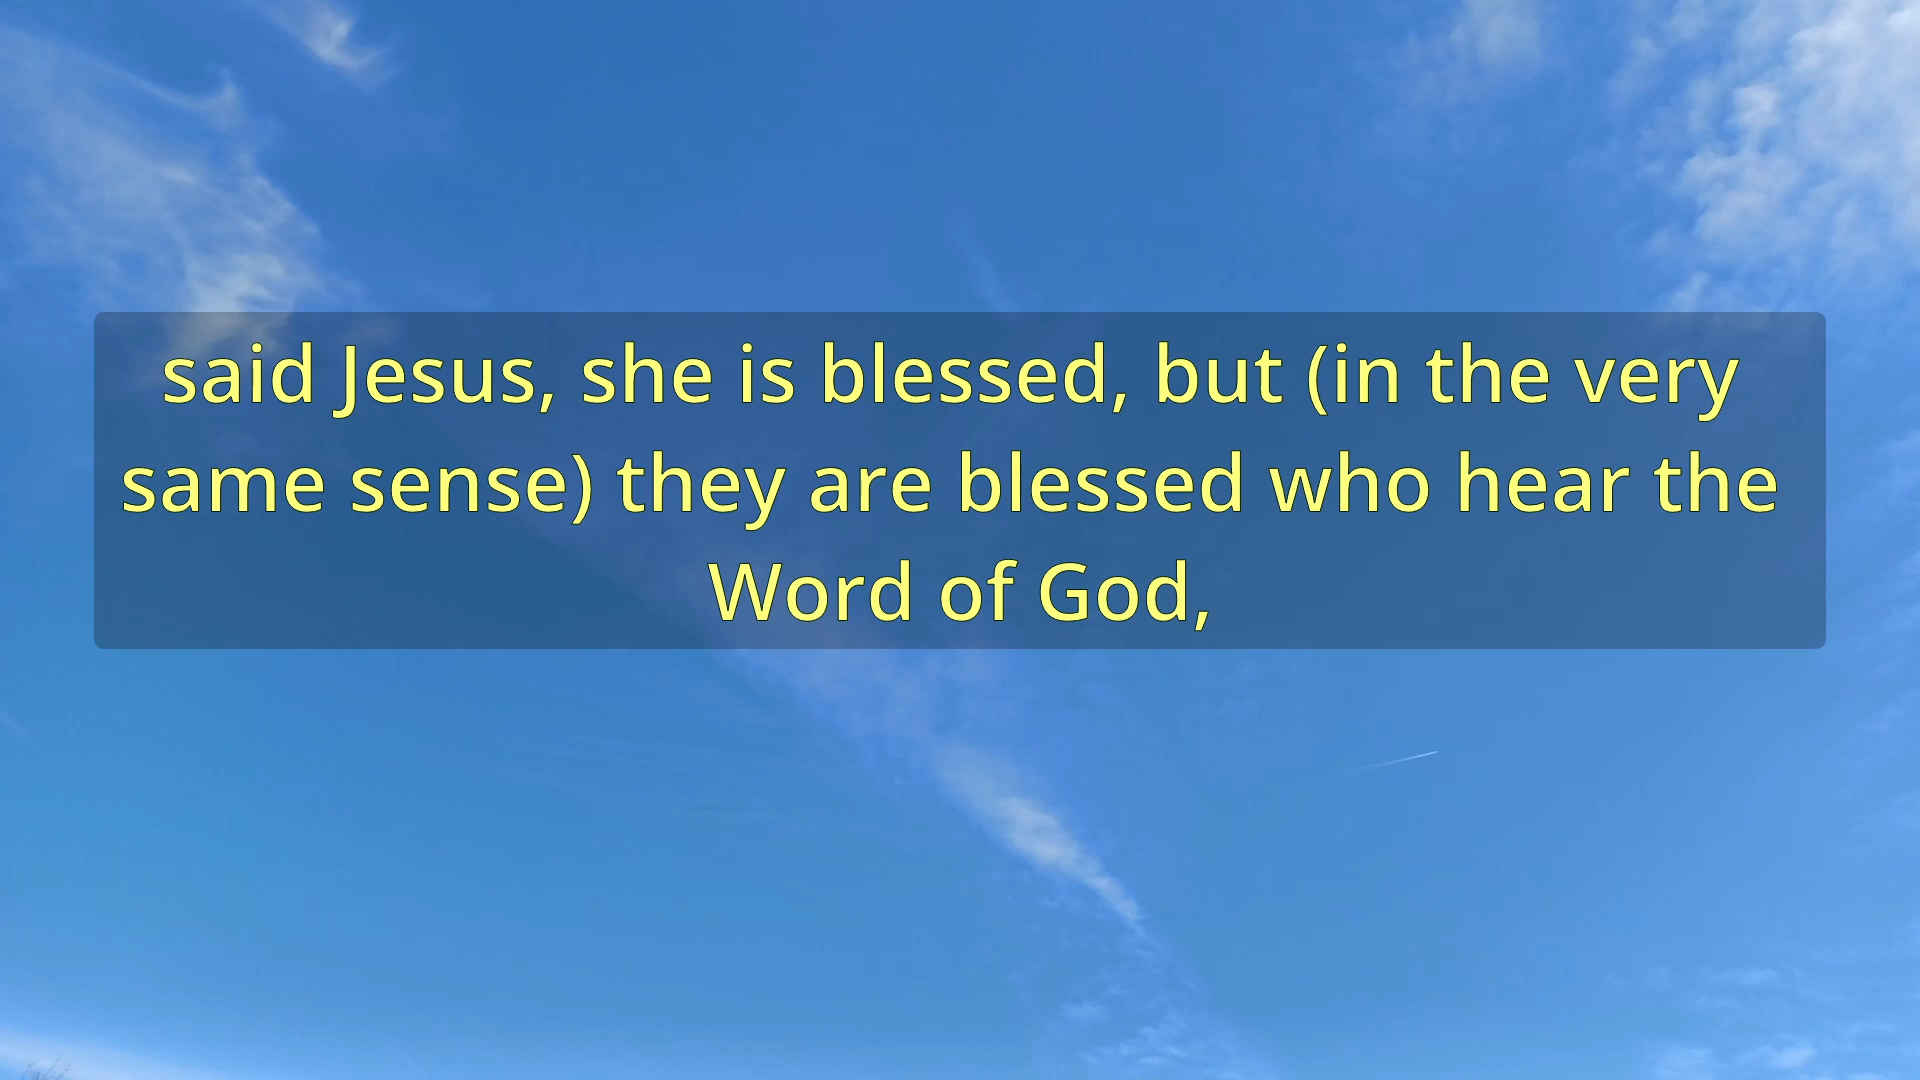 said Jesus, she is blessed, but (in the very
same sense) they are blessed who hear the
Word of God,